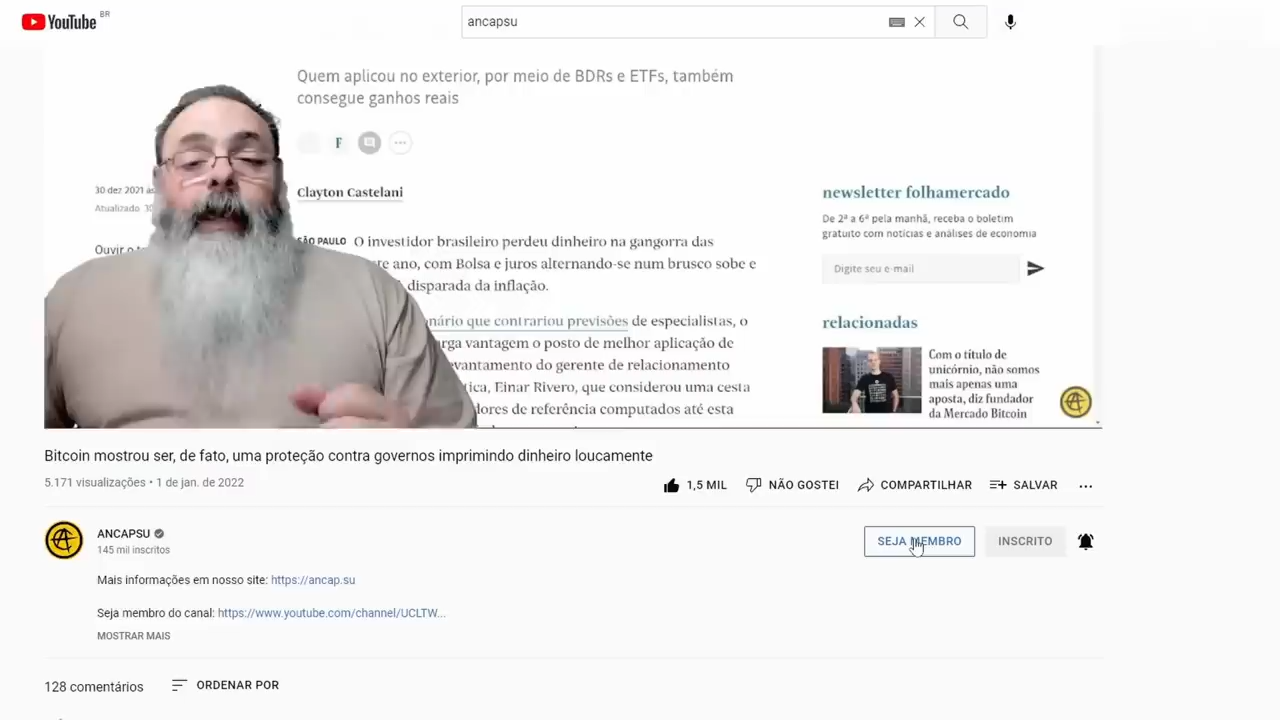 YouTube BR
ancapsu
Quem aplicou no exterior, por meio de BDRs e ETFs, também
consegue ganhos reais
F
30 dez 2021
Clayton Castelani
newsletter folhamercado
Atualizado
De 2ª a 6ª pela manhã, receba o boletim
gratuito com notícias e análises de economia
Ouvir o
SÃO PAULO O investidor brasileiro perdeu dinheiro na gangorra das
te ano, com Bolsa e juros alternando-se num brusco sobe e
Digite seu e-mail
disparada da inflação.
nário que contrariou previsões de especialistas, o
relacionadas
rga vantagem o posto de melhor aplicação de
evantamento do gerente de relacionamento
tica, Einar Rivero, que considerou uma cesta
dores de referência computados até esta
Com o título de
unicórnio, não somos
mais apenas uma
aposta, diz fundador
da Mercado Bitcoin
Bitcoin mostrou ser, de fato, uma proteção contra governos imprimindo dinheiro loucamente
5.171 visualizações • 1 de jan. de 2022
1,5 MIL
NÃO GOSTEI
COMPARTILHAR
SALVAR
ANCAPSU
145 mil inscritos
SEJA MEMBRO
INSCRITO
Mais informações em nosso site: https://ancap.su
Seja membro do canal: https://www.youtube.com/channel/UCLTW...
MOSTRAR MAIS
128 comentários
ORDENAR POR